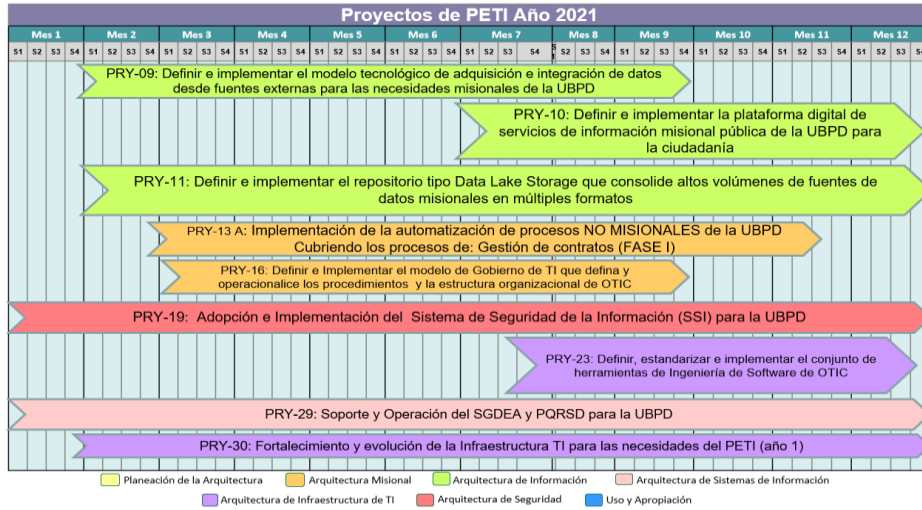 Proyectos de PETI Año 2021
Mes 1 Mes 2 Mes 3 Mes 4 Mes 5 Mes 6 Mes 7 Mes 8 Mes 9 Mes 10 Mes 11 Mes 12
S1 S2 S3 S4 S1 S2 S3 S4 S1 S2 S3 S4 S1 S2 S3 S4 S1 S2 S3 S4 S1 S2 S3 S4 S1 S2 S3 S4 S2 S3 S4 S1 S2 S3 S4 S1 S2 S3 S4 S1 S2 S3 S4 S1 S2 S3
PRY-09: Definir e implementar el modelo tecnológico de adquisición e integración de datos
desde fuentes externas para las necesidades misionales de la UBPD
PRY-10: Definir e implementar la plataforma digital de
servicios de información misional pública de la UBPD para
la ciudadanía
PRY-11: Definir e implementar el repositorio tipo Data Lake Storage que consolide altos volúmenes de fuentes de
datos misionales en múltiples formatos
PRY-13 A: Implementación de la automatización de procesos NO MISIONALES de la UBPD
Cubriendo los procesos de: Gestión de contratos (FASE I)
PRY-16: Definir e Implementar el modelo de Gobierno de TI que defina y
operacionalice los procedimientos y la estructura organizacional de OTIC
PRY-19: Adopción e Implementación del Sistema de Seguridad de la Información (SSI) para la UBPD
PRY-23: Definir, estandarizar e implementar el conjunto de
herramientas de Ingeniería de Software de OTIC
PRY-29: Soporte y Operación del SGDEA y PQRSD para la UBPD
PRY-30: Fortalecimiento y evolución de la Infraestructura TI para las necesidades del PETI (año 1)
Planeación de la Arquitectura Arquitectura Misional Arquitectura de Información Arquitectura de Sistemas de Información
Arquitectura de Infraestructura de TI Arquitectura de Seguridad Uso y Apropiación